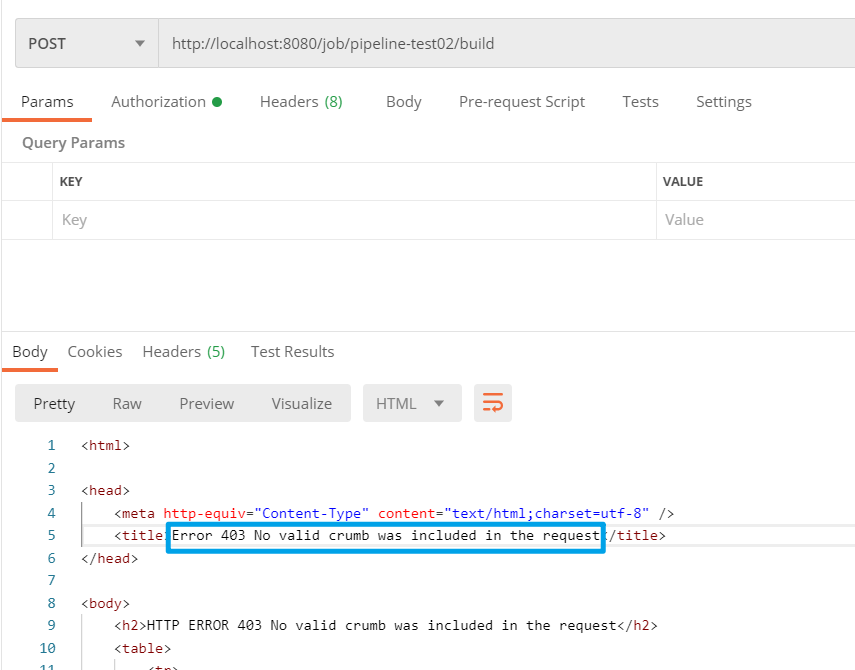 POST http://localhost:8080/job/pipeline-test02/build
Params Authorization Headers (8) Body Pre-request Script Tests Settings
Query Params
KEY VALUE
Key Value
Body Cookies Headers (5) Test Results
Pretty Raw Preview Visualize HTML
1 <html>
2
3 <head>
4 <meta http-equiv="Content-Type" content="text/html;charset=utf-8" />
5 <title>Error 403 No valid crumb was included in the request</title>
6 </head>
7
8 <body>
9 <h2>HTTP ERROR 403 No valid crumb was included in the request</h2>
10 <table>
11 <tr>